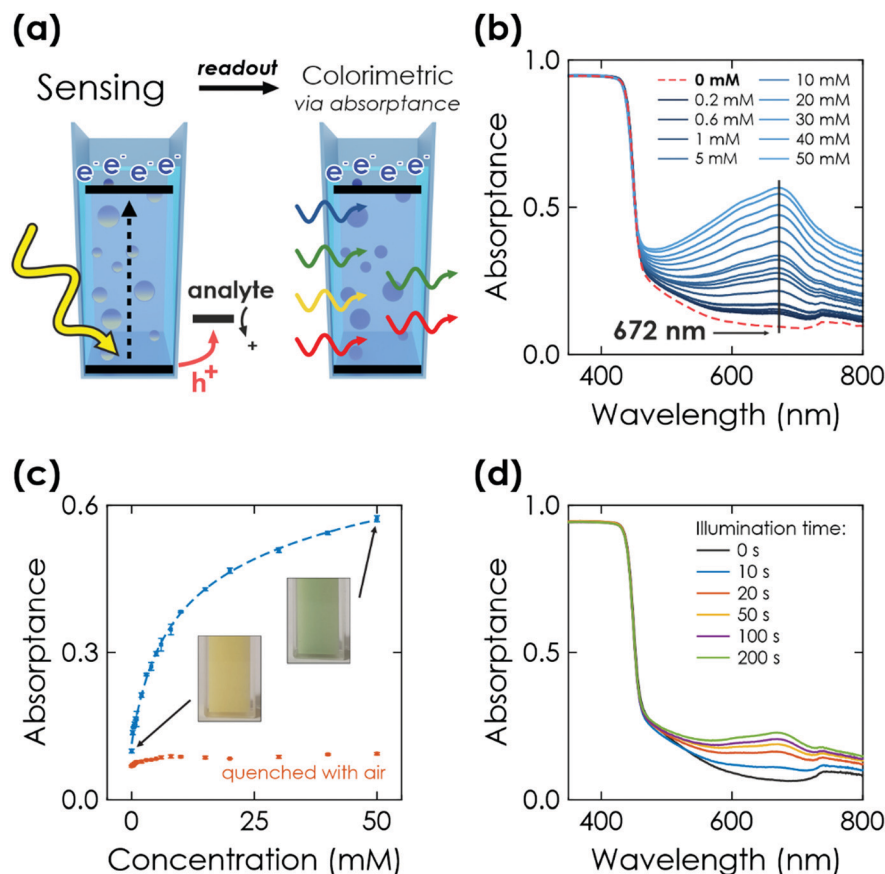 (a)
Sensing
readout
Colorimetric
via absorptance
e- e- e- e-
e- e- e- e-
analyte
+
h+
(b)
1.0
0.5
0.0
Absorptance
0 mM
0.2 mM
0.6 mM
1 mM
5 mM
10 mM
20 mM
30 mM
40 mM
50 mM
672 nm
400
600
800
Wavelength (nm)
(c)
0.6
0.3
0.0
Absorptance
quenched with air
0
25
50
Concentration (mM)
(d)
1.0
0.5
0.0
Absorptance
Illumination time:
0 s
10 s
20 s
50 s
100 s
200 s
400
600
800
Wavelength (nm)